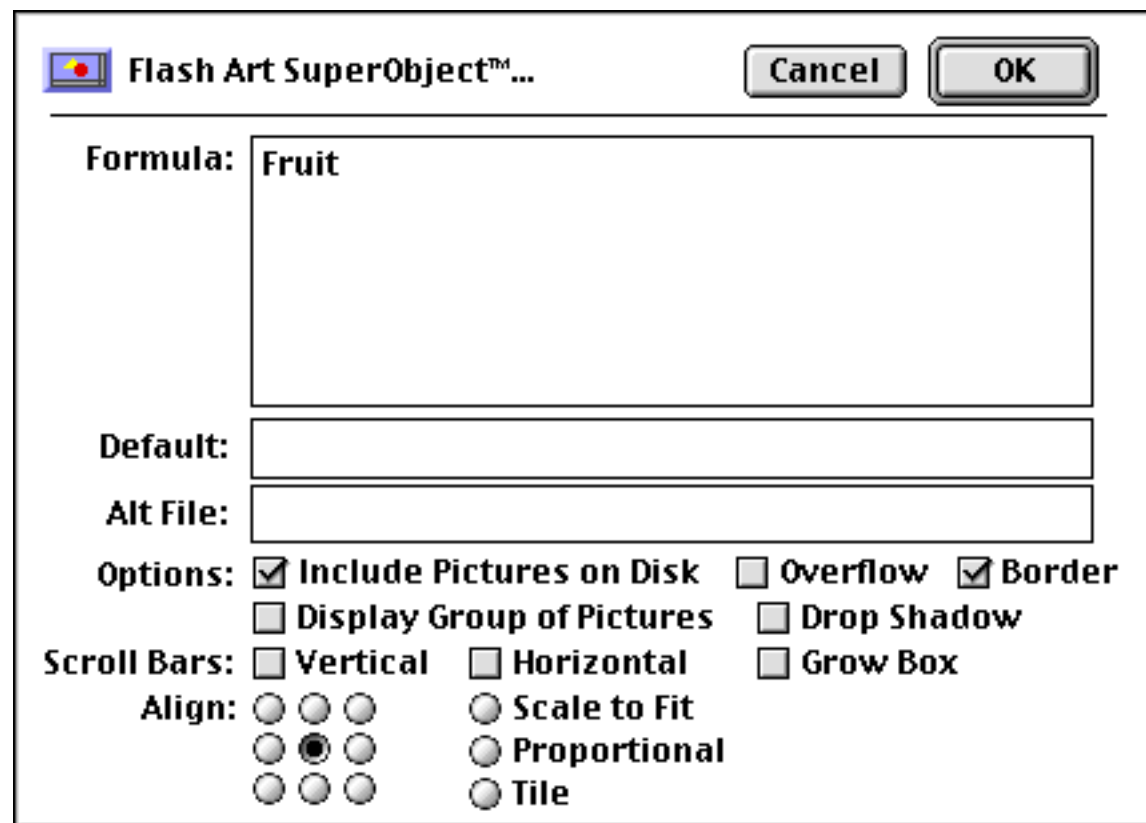 Flash Art SuperObject™... Cancel OK
Formula: Fruit
Default:
Alt File:
Options: Include Pictures on Disk Overflow Border
Display Group of Pictures Drop Shadow
Scroll Bars: Vertical Horizontal Grow Box
Align: Scale to Fit
Proportional
Tile